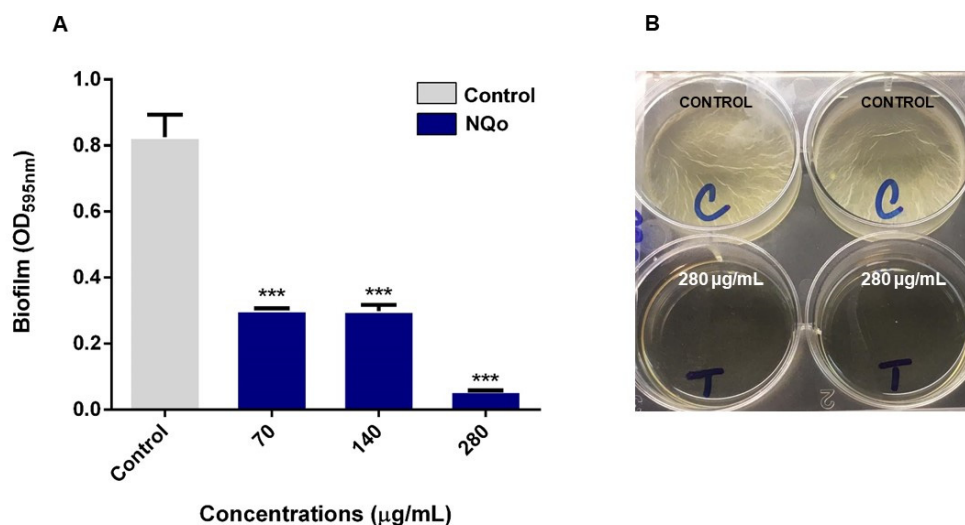 A
1.0
0.8
0.6
0.4
0.2
0.0
Biofilm (OD595nm)
Control
NQo
***
***
***
Control
70
140
280
Concentrations (µg/mL)
B
CONTROL
CONTROL
C
C
280 µg/mL
280 µg/mL
T
T
2